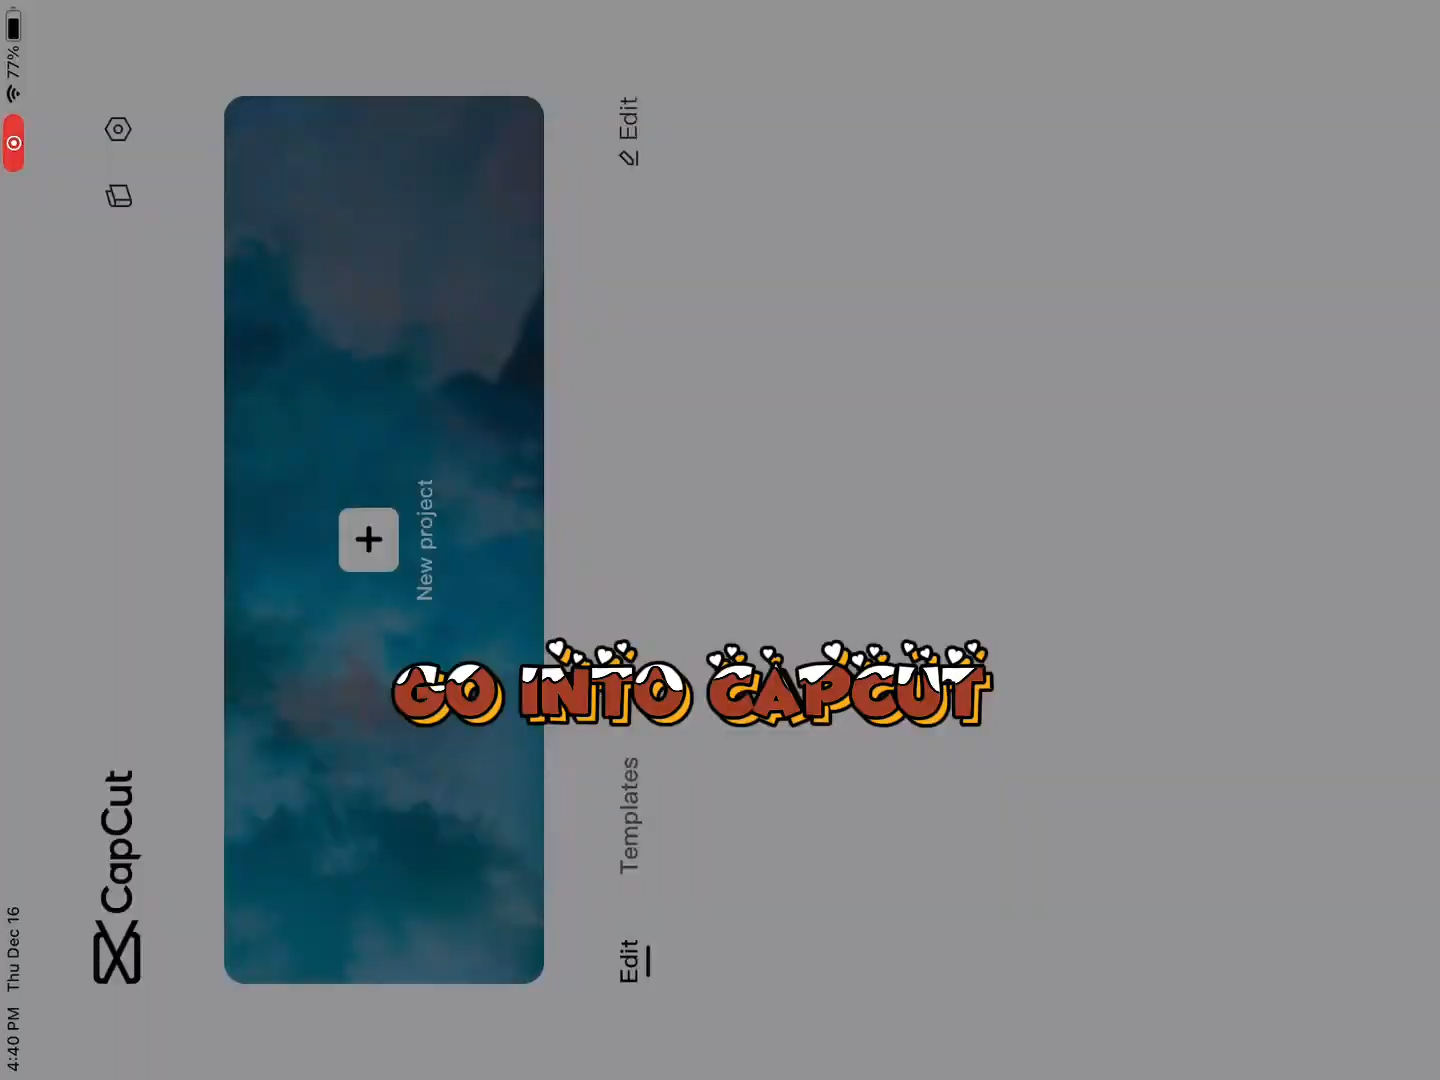 4:40 PM Thu Dec 16
77%
CapCut
New project
Edit
Templates
Edit
GO INTO CAPCUT